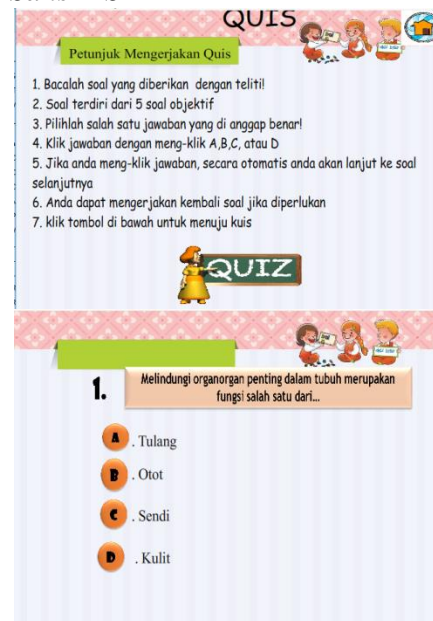 QUIS
Petunjuk Mengerjakan Quis
1. Bacalah soal yang diberikan dengan teliti!
2. Soal terdiri dari 5 soal objektif
3. Pilihlah salah satu jawaban yang di anggap benar!
4. Klik jawaban dengan meng-klik A,B,C, atau D
5. Jika anda meng-klik jawaban, secara otomatis anda akan lanjut ke soal
selanjutnya
6. Anda dapat mengerjakan kembali soal jika diperlukan
7. klik tombol di bawah untuk menuju kuis
QUIZ
1. Melindungi organorgan penting dalam tubuh merupakan
fungsi salah satu dari...
A . Tulang
B . Otot
C . Sendi
D . Kulit